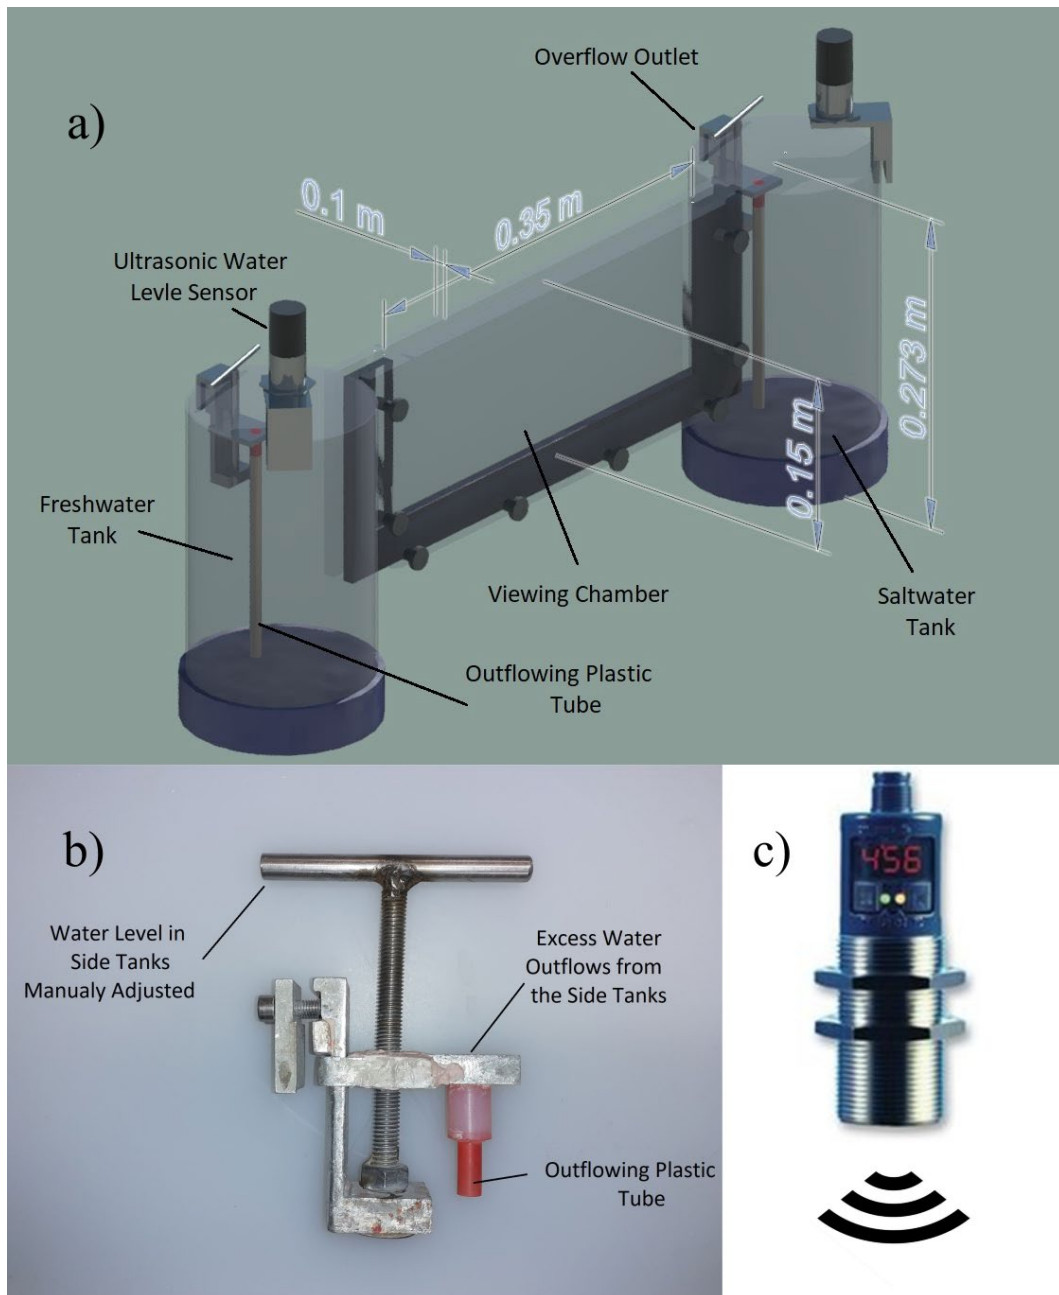 a)
Overflow Outlet
0.1 m
0.35 m
Ultrasonic Water
Levle Sensor
0.273 m
0.15 m
Freshwater
Tank
Viewing Chamber
Saltwater
Tank
Outflowing Plastic
Tube
b)
Water Level in
Side Tanks
Manualy Adjusted
Excess Water
Outflows from
the Side Tanks
Outflowing Plastic
Tube
c)
4.56